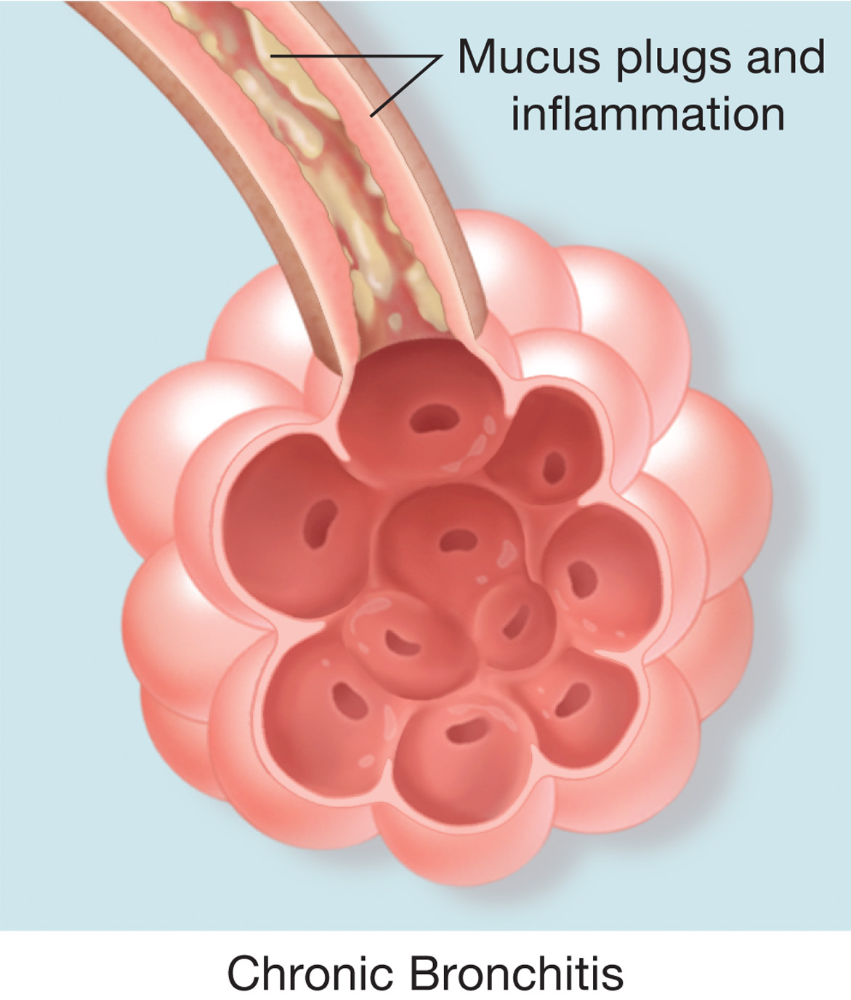 Mucus plugs and
inflammation
Chronic Bronchitis